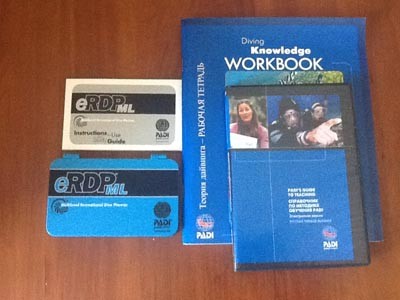 eRDPML
Instructions for Use
Guide
PADI
eRDPML
PADI
Diving
Knowledge
WORKBOOK
Теория дайвинга – РАБОЧАЯ ТЕТРАДЬ
PADI
PADI'S GUIDE
TO TEACHING
СПРАВОЧНИК
ПО МЕТОДИКЕ
ОБУЧЕНИЯ PADI
PADI